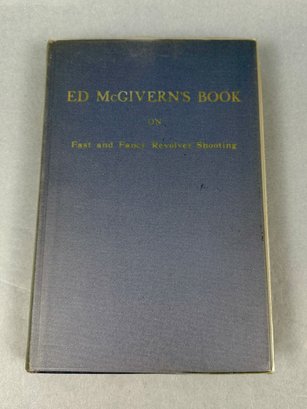 ED McGIVERN'S BOOK
ON
Fast and Fancy Revolver Shooting